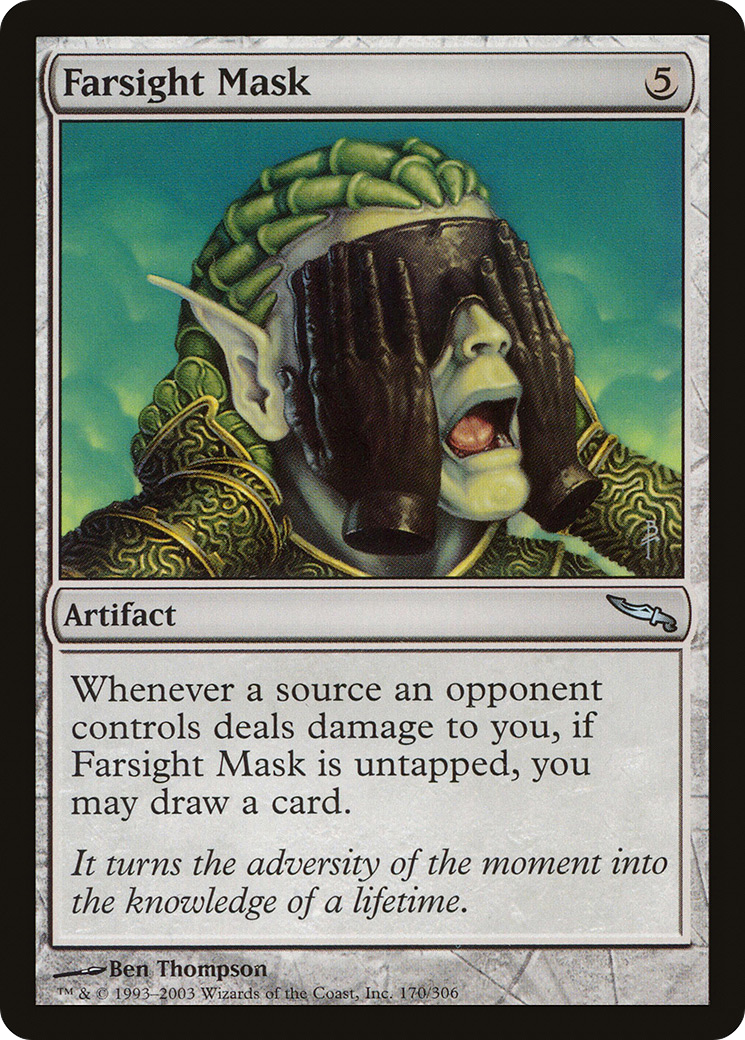 Farsight Mask
5
Artifact
Whenever a source an opponent
controls deals damage to you, if
Farsight Mask is untapped, you
may draw a card.
It turns the adversity of the moment into
the knowledge of a lifetime.
Ben Thompson
™ & © 1993–2003 Wizards of the Coast, Inc. 170/306